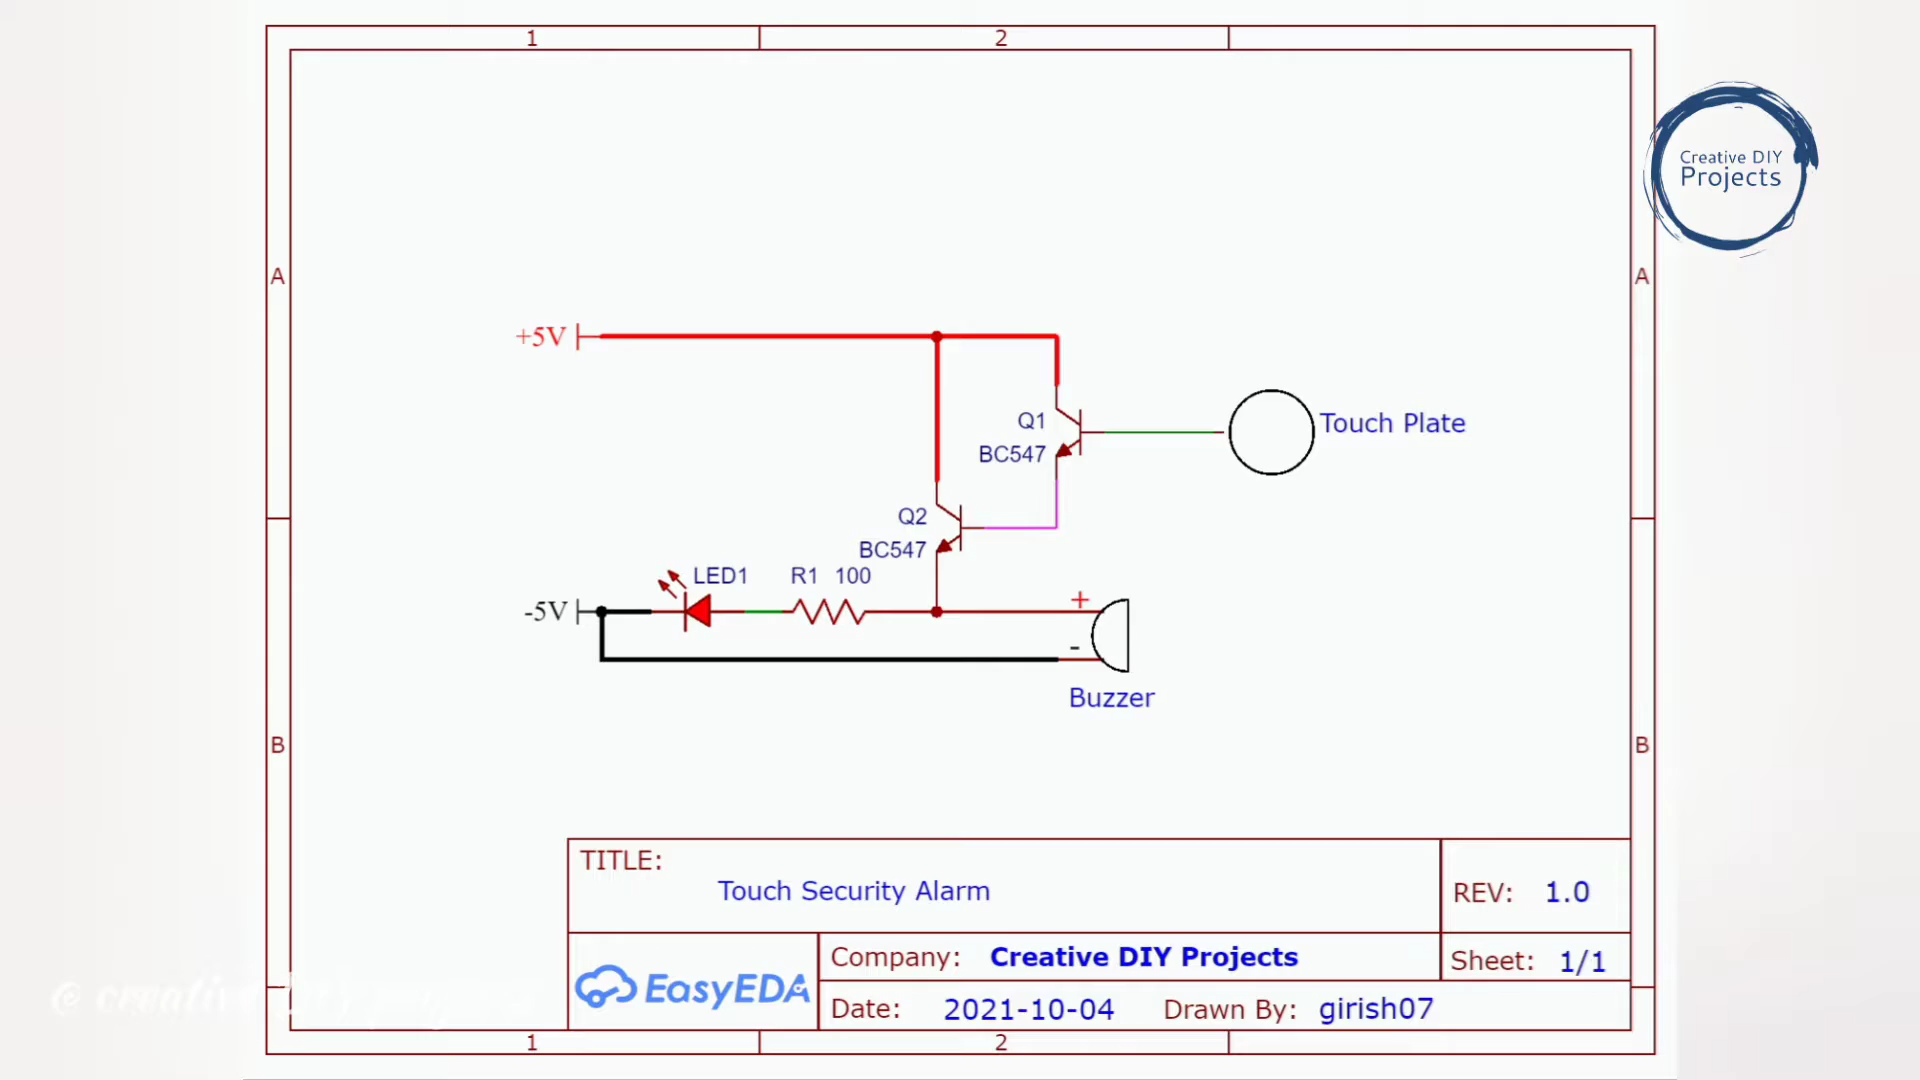 1 2
Creative DIY
Projects
A A
+5V
Q1
BC547
Touch Plate
Q2
BC547
LED1 R1 100
+
-5V
-
Buzzer
B B
TITLE:
Touch Security Alarm
REV: 1.0
Company: Creative DIY Projects
Sheet: 1/1
EasyEDA
Date: 2021-10-04 Drawn By: girish07
@ creative
1 2